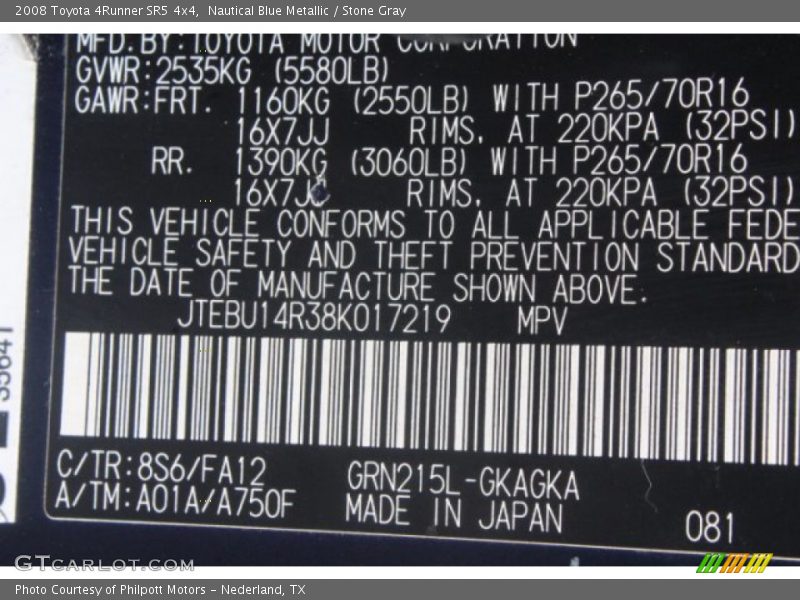 2008 Toyota 4Runner SR5 4x4,  Nautical Blue Metallic / Stone Gray
MFD.BY:TOYOTA MOTOR CORPORATION
GVWR:2535KG (5580LB)
GAWR:FRT. 1160KG (2550LB) WITH P265/70R16
16X7JJ RIMS, AT 220KPA (32PSI)
RR. 1390KG (3060LB) WITH P265/70R16
16X7JJ RIMS, AT 220KPA (32PSI)
THIS VEHICLE CONFORMS TO ALL APPLICABLE FEDE
VEHICLE SAFETY AND THEFT PREVENTION STANDARD
THE DATE OF MANUFACTURE SHOWN ABOVE.
JTEBU14R38K017219 MPV
C/TR:8S6/FA12 GRN215L-GKAGKA
A/TM:A01A/A750F MADE IN JAPAN
081
GTCarLot.com
Photo Courtesy of Philpott Motors - Nederland, TX